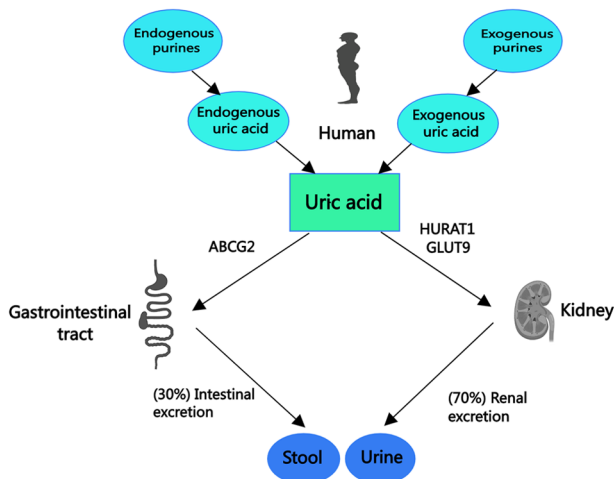 Endogenous
purines
Exogenous
purines
Endogenous
uric acid
Human
Exogenous
uric acid
Uric acid
ABCG2
HURAT1
GLUT9
Gastrointestinal
tract
Kidney
(30%) Intestinal
excretion
(70%) Renal
excretion
Stool
Urine